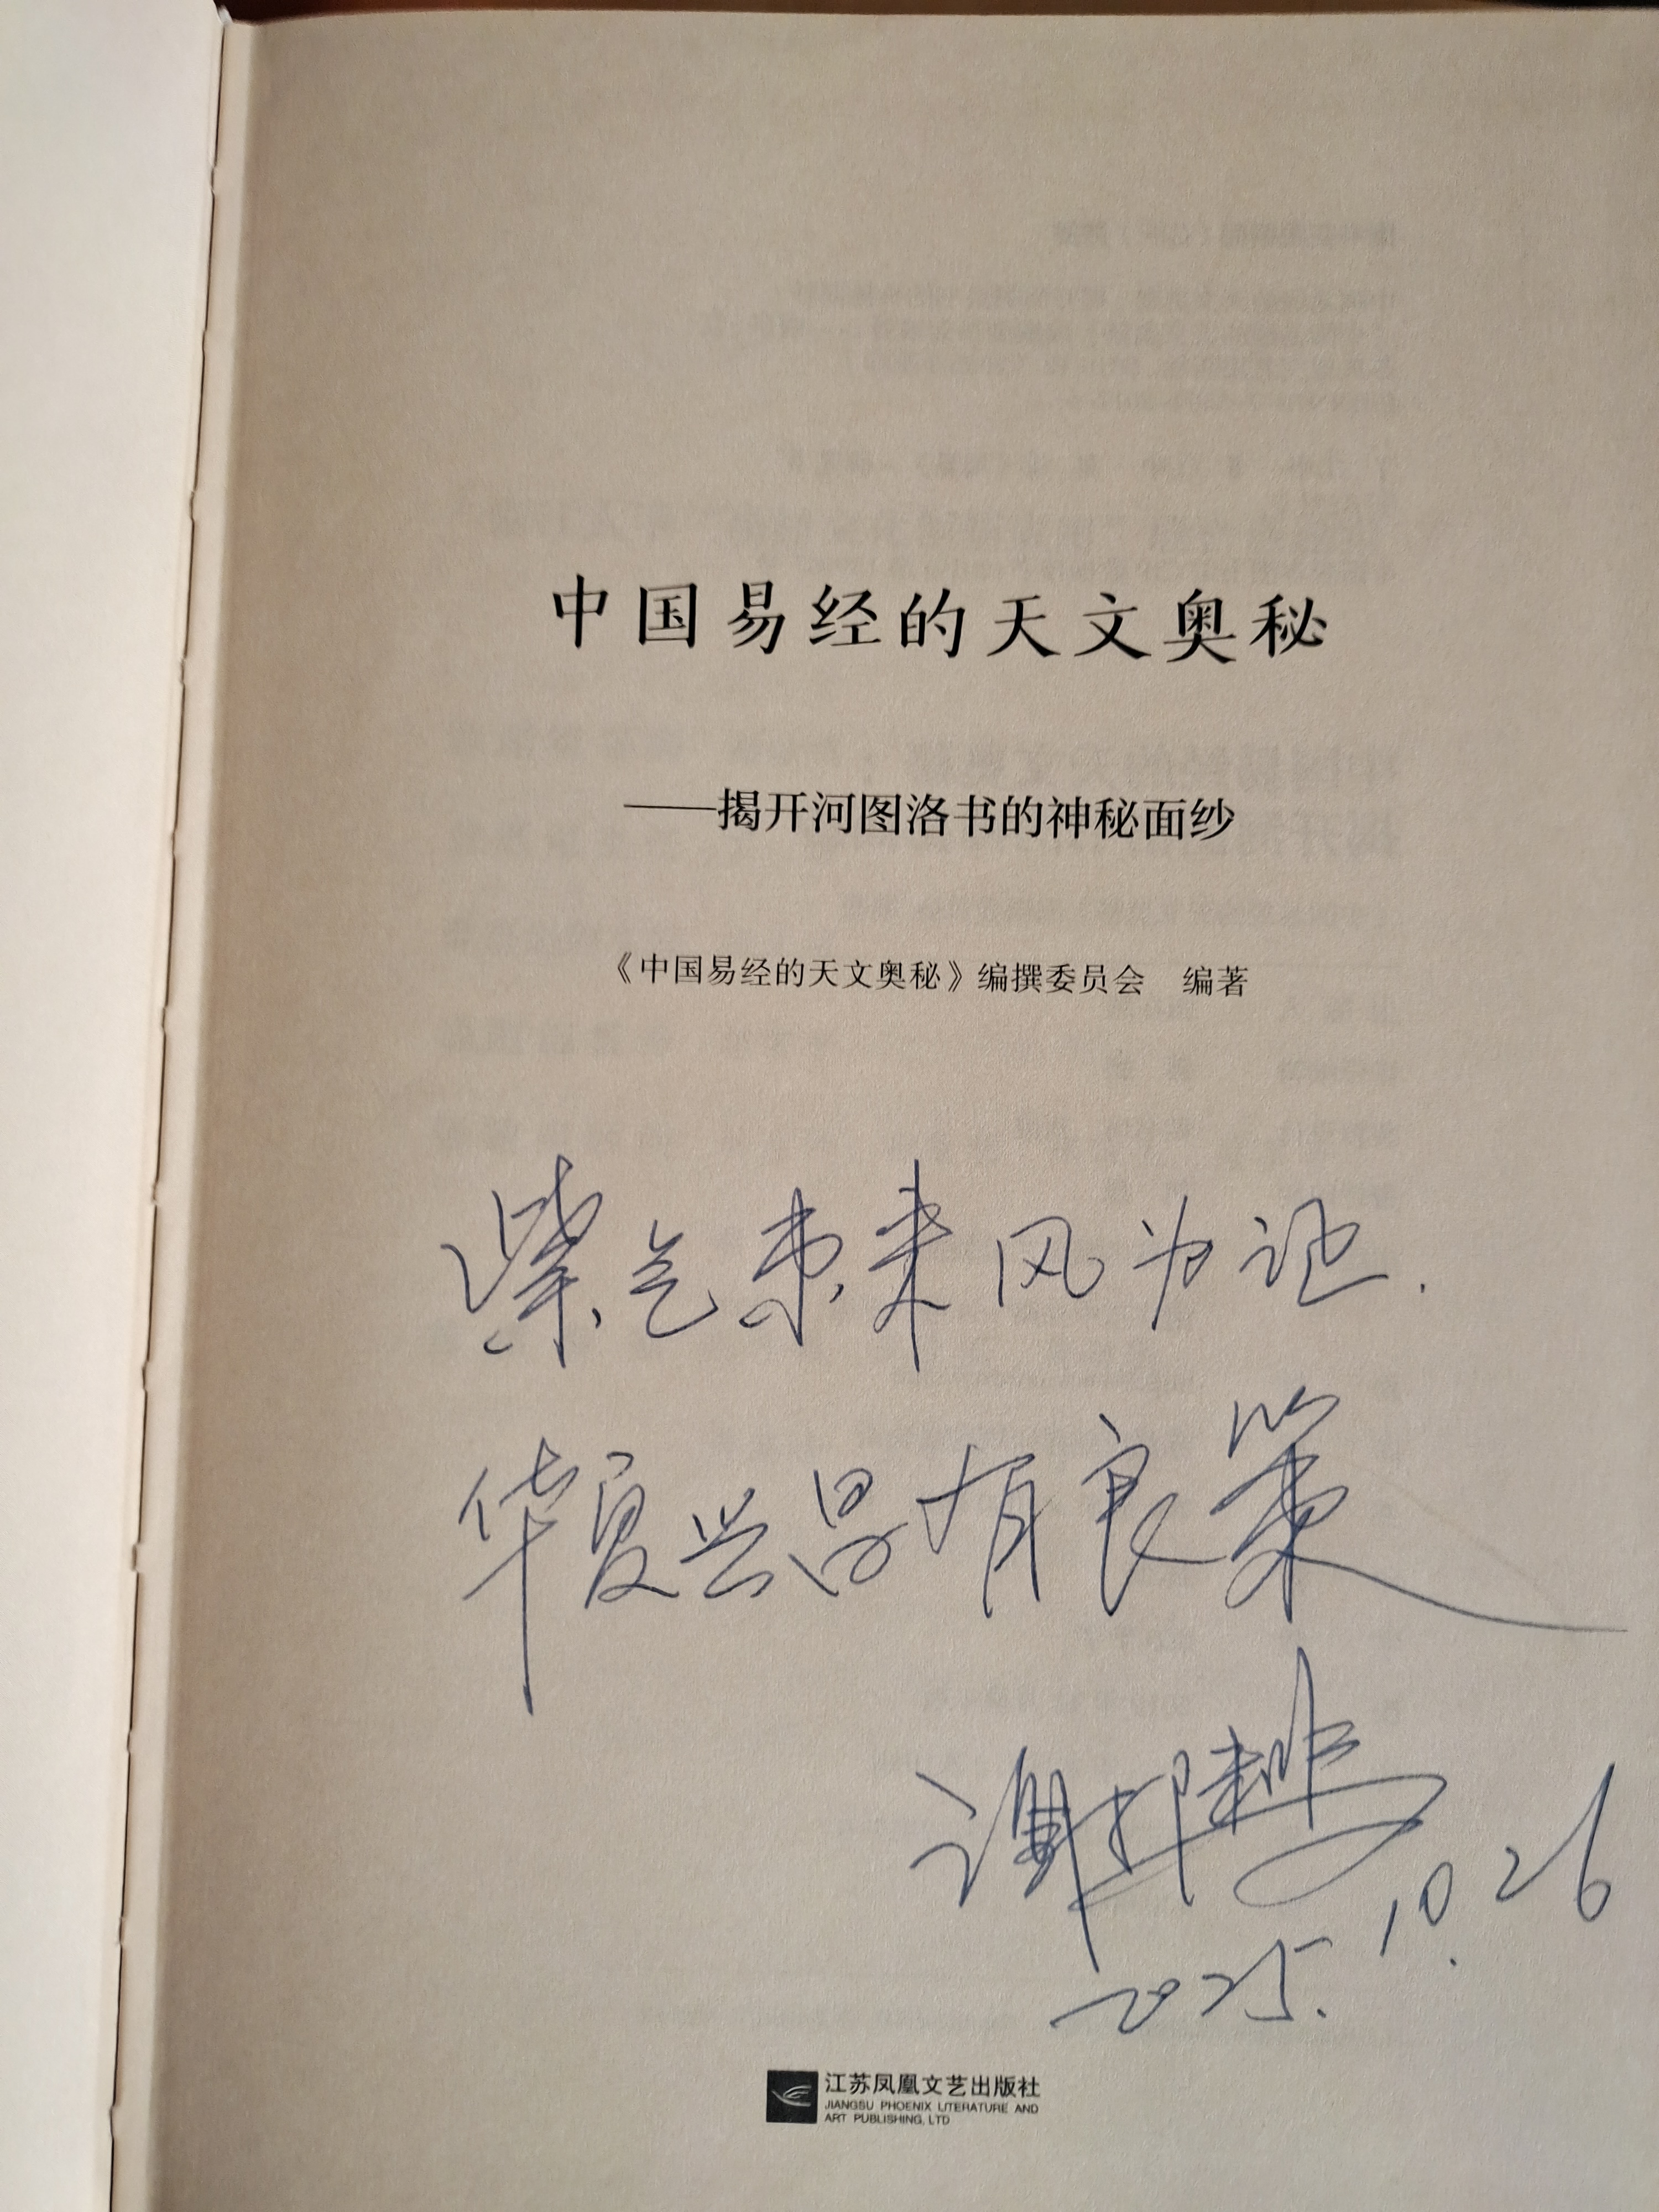 中国易经的天文奥秘
——揭开河图洛书的神秘面纱
《中国易经的天文奥秘》编撰委员会 编著
紫气东来风为证.
华夏兴昌有良策
谢
2025.10.26
江苏凤凰文艺出版社
JIANGSU PHOENIX LITERATURE AND
ART PUBLISHING, LTD